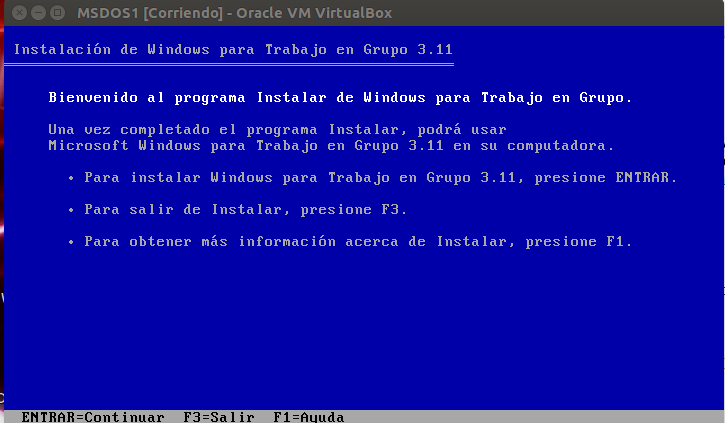 MSDOS1 [Corriendo] - Oracle VM VirtualBox
Instalación de Windows para Trabajo en Grupo 3.11
Bienvenido al programa Instalar de Windows para Trabajo en Grupo.
Una vez completado el programa Instalar, podrá usar
Microsoft Windows para Trabajo en Grupo 3.11 en su computadora.
• Para instalar Windows para Trabajo en Grupo 3.11, presione ENTRAR.
• Para salir de Instalar, presione F3.
• Para obtener más información acerca de Instalar, presione F1.
ENTRAR=Continuar F3=Salir F1=Ayuda